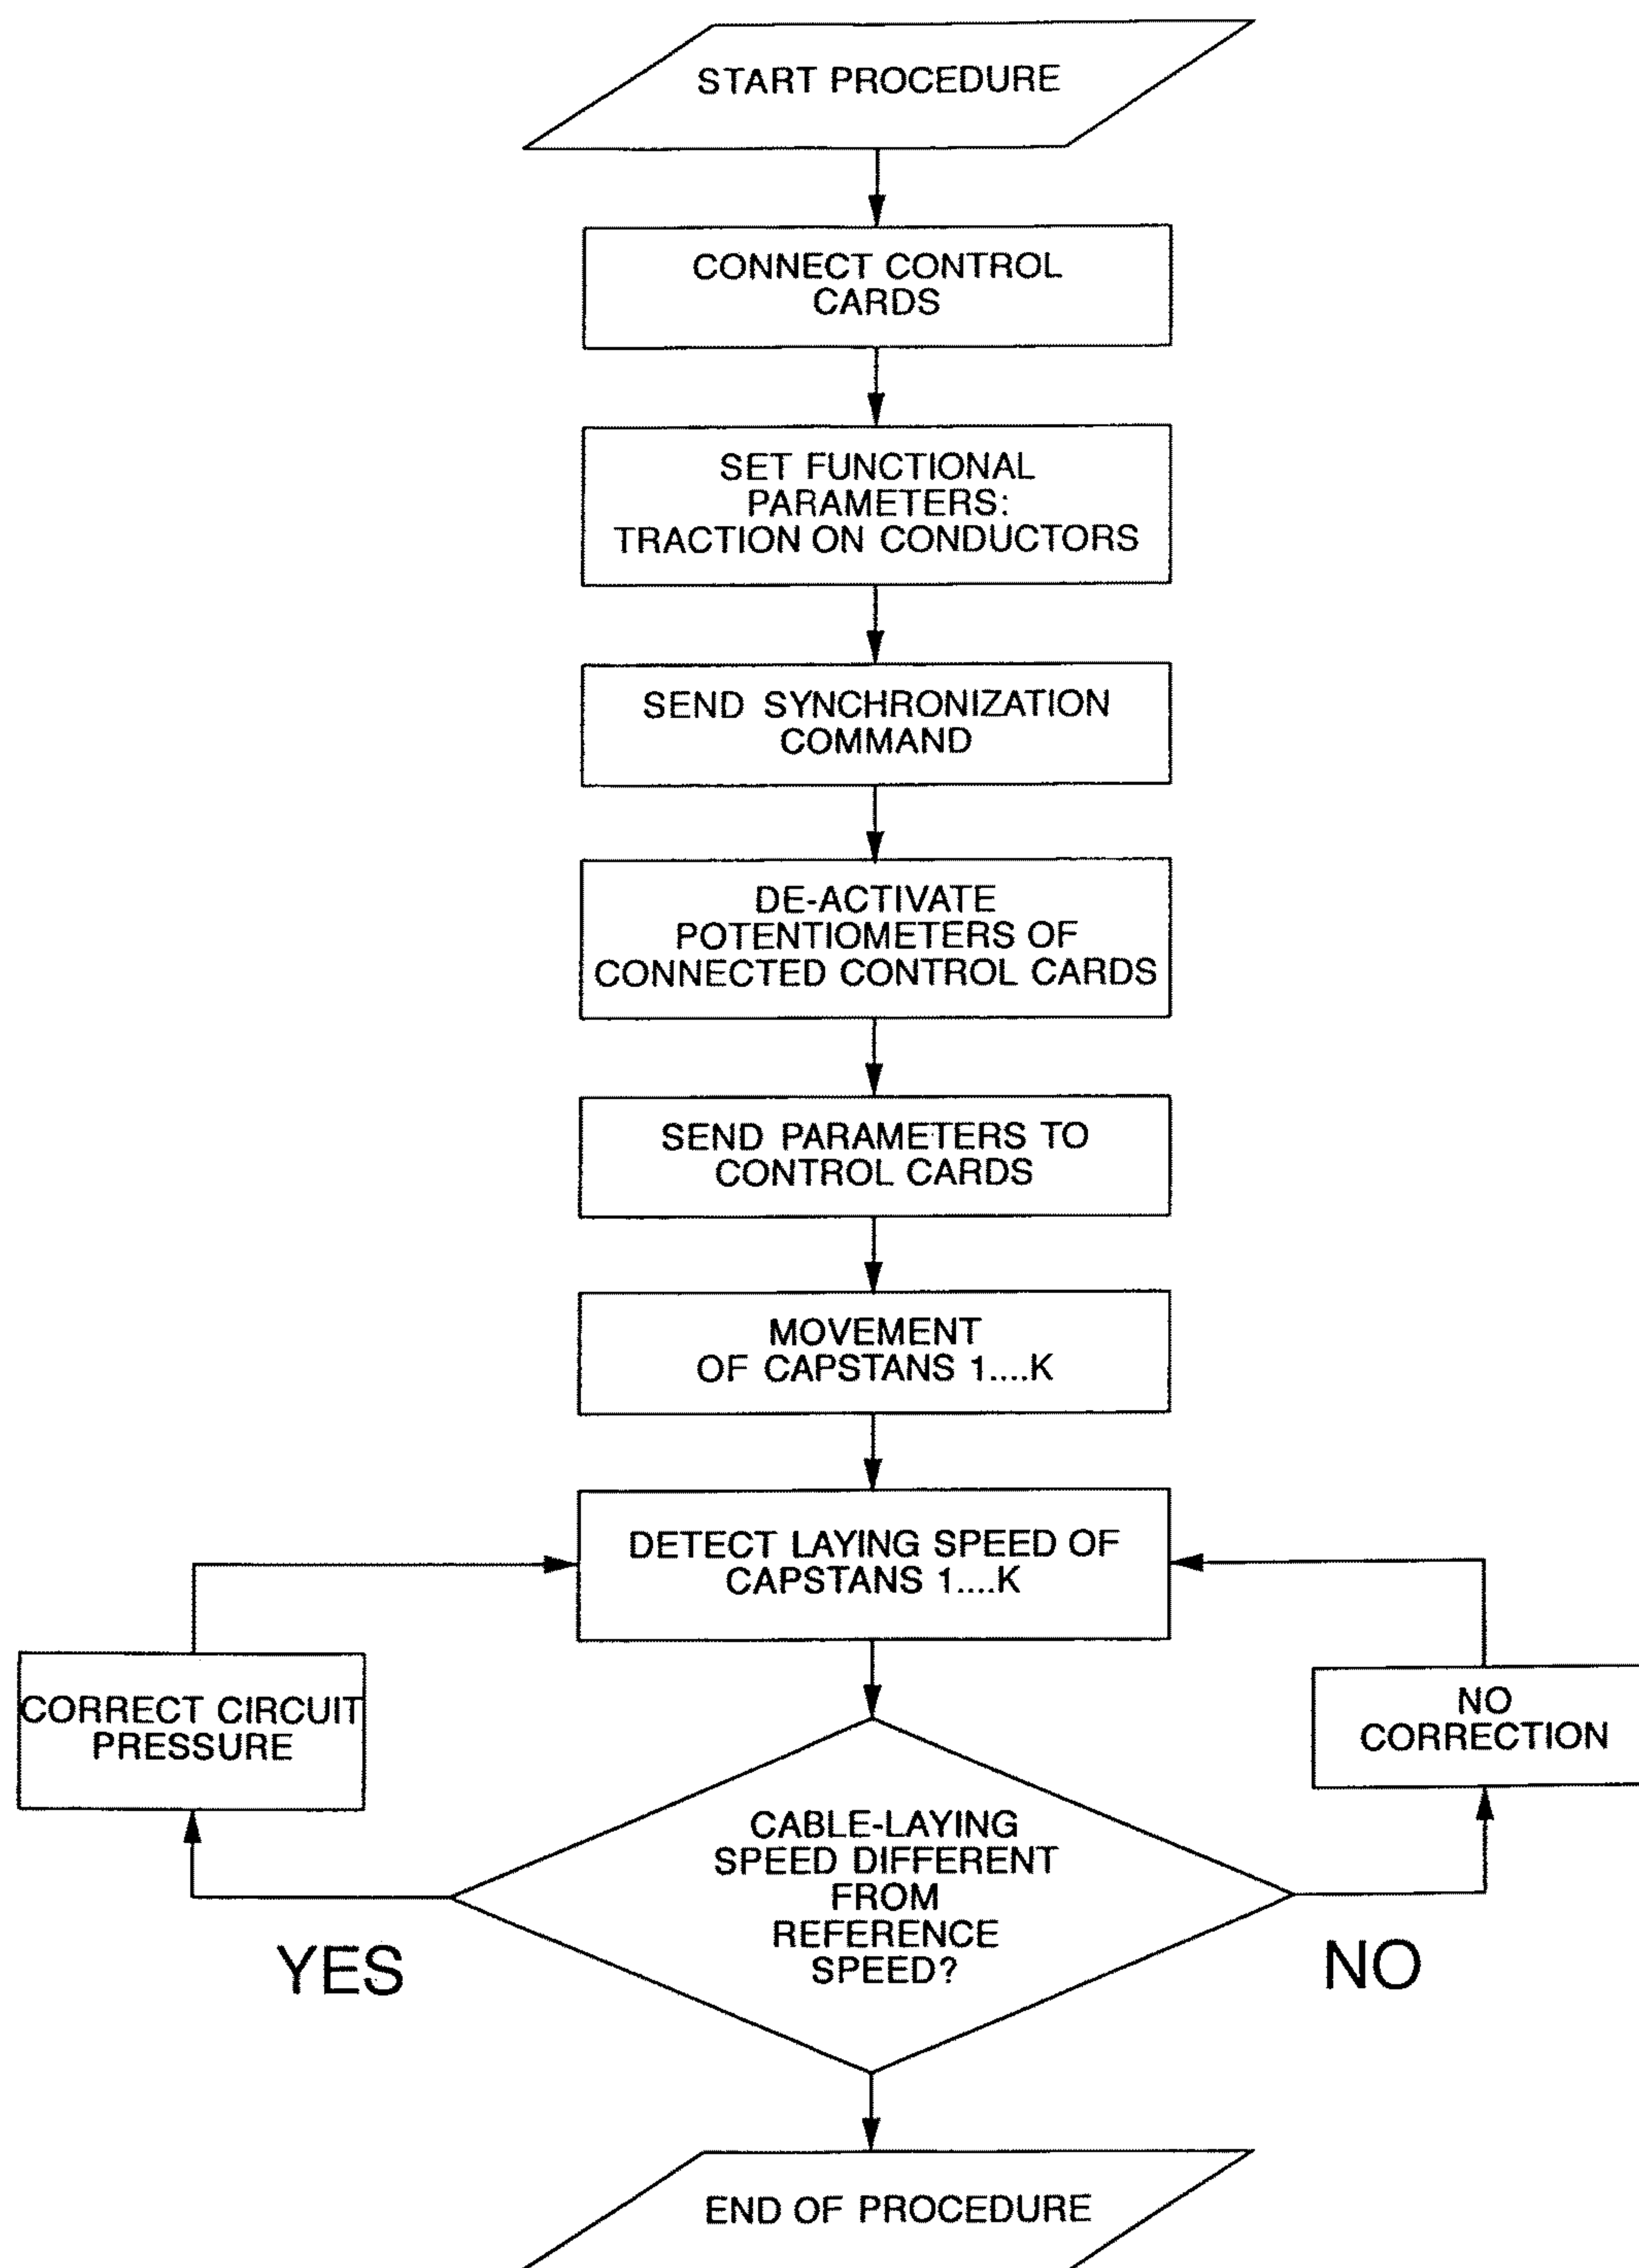 START PROCEDURE
CONNECT CONTROL
CARDS
SET FUNCTIONAL
PARAMETERS:
TRACTION ON CONDUCTORS
SEND SYNCHRONIZATION
COMMAND
DE-ACTIVATE
POTENTIOMETERS OF
CONNECTED CONTROL CARDS
SEND PARAMETERS TO
CONTROL CARDS
MOVEMENT
OF CAPSTANS 1....K
DETECT LAYING SPEED OF
CAPSTANS 1....K
CORRECT CIRCUIT
PRESSURE
NO
CORRECTION
CABLE-LAYING
SPEED DIFFERENT
FROM
REFERENCE
SPEED?
YES
NO
END OF PROCEDURE